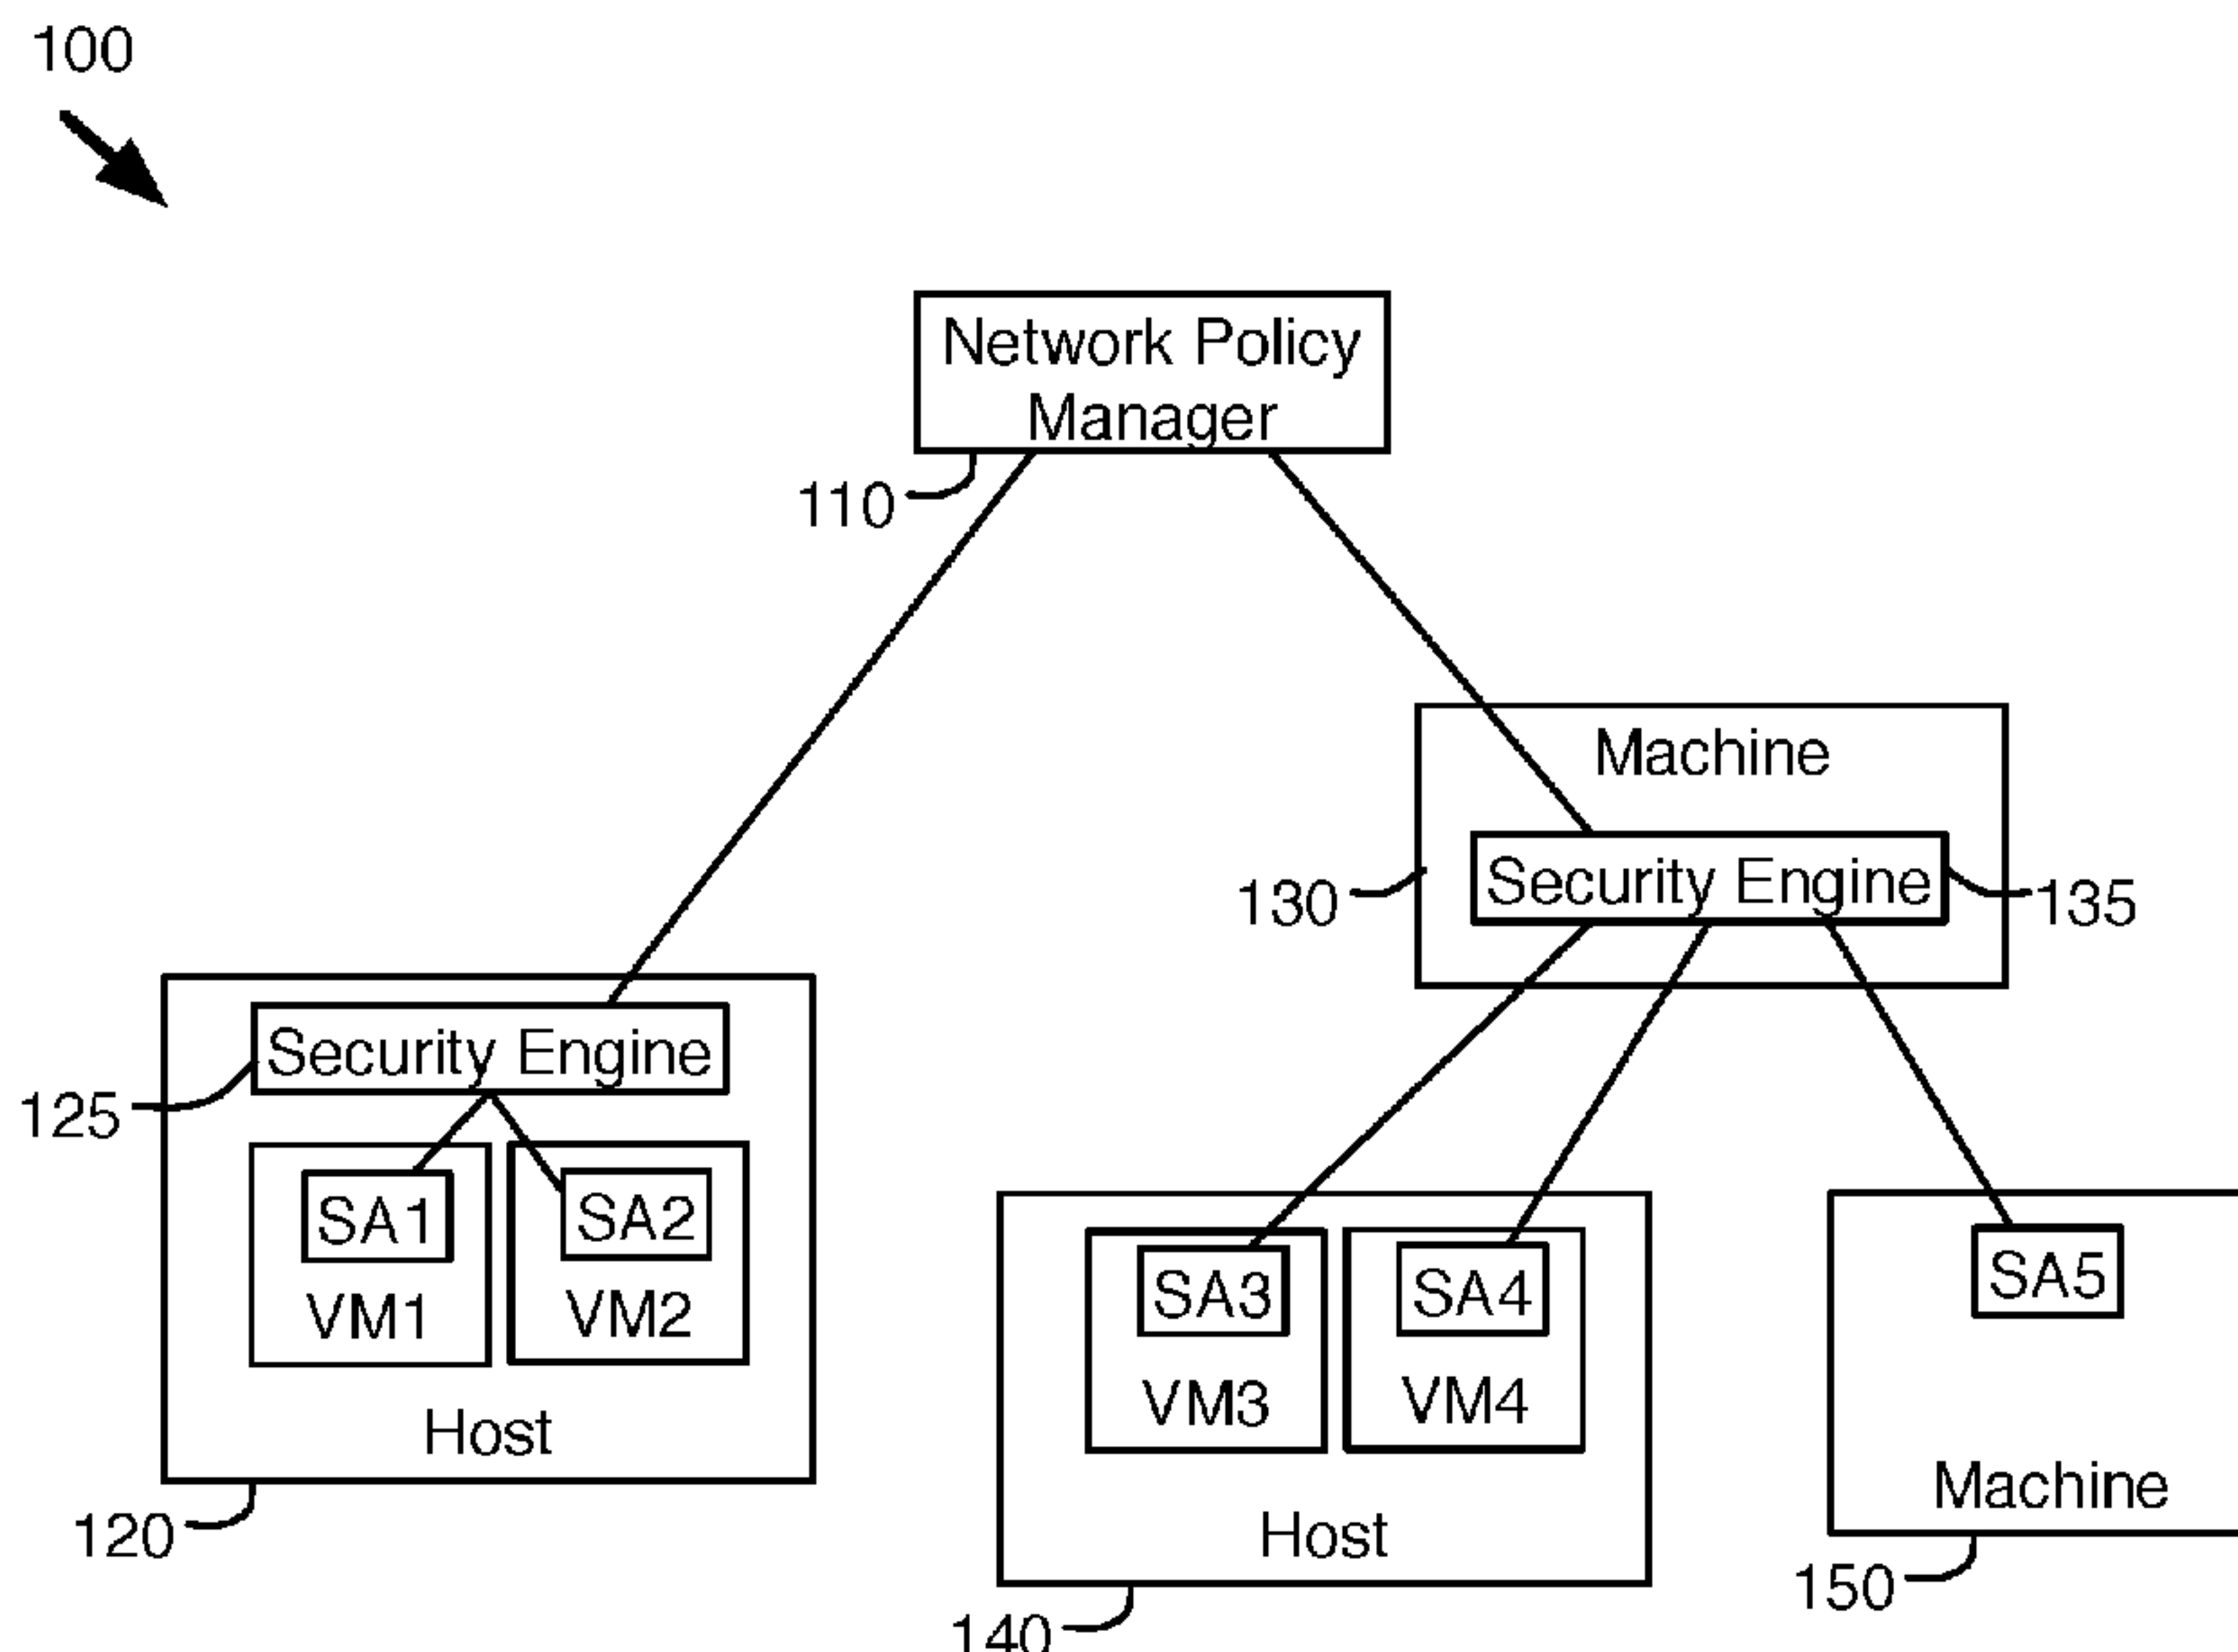 100
Network Policy
Manager
110
Machine
Security Engine
130
135
Security Engine
125
SA1
SA2
VM1
VM2
Host
120
SA3
SA4
VM3
VM4
Host
140
SA5
Machine
150